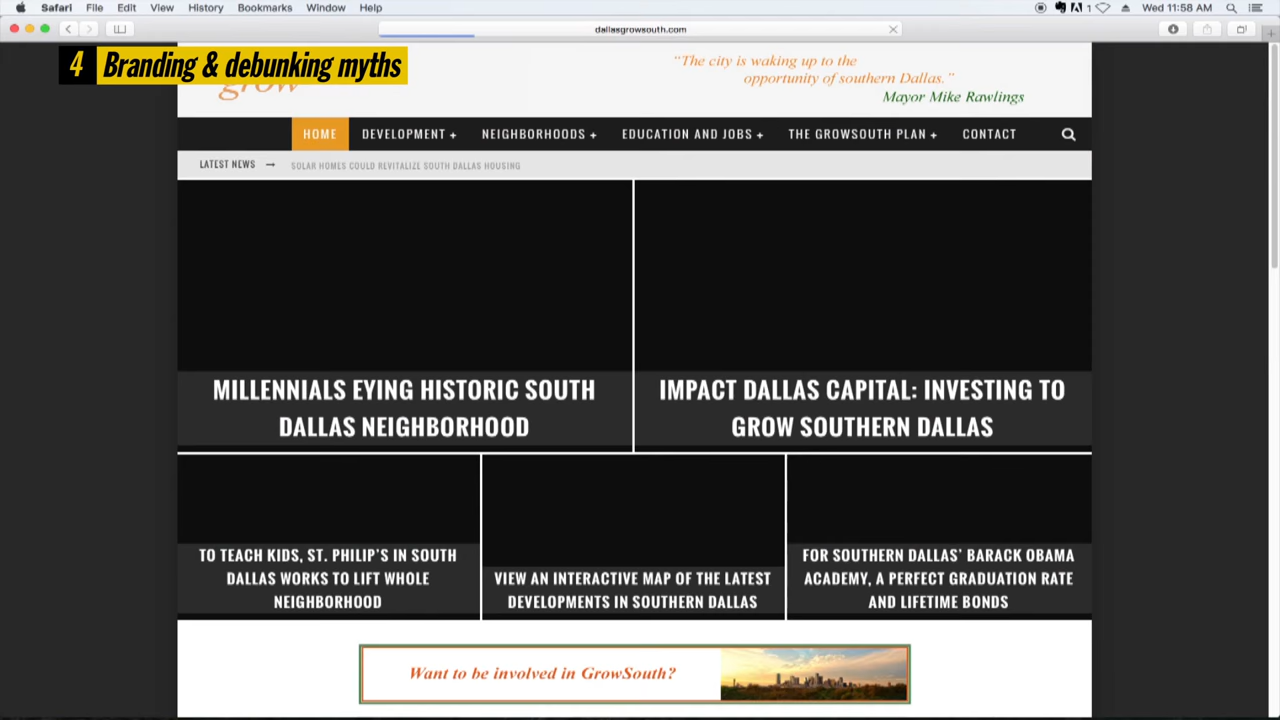 Safari File Edit View History Bookmarks Window Help
1
Wed 11:58 AM
dallasgrowsouth.com
4 Branding & debunking myths
grow
“The city is waking up to the
opportunity of southern Dallas.”
Mayor Mike Rawlings
HOME DEVELOPMENT + NEIGHBORHOODS + EDUCATION AND JOBS + THE GROWSOUTH PLAN + CONTACT
LATEST NEWS → SOLAR HOMES COULD REVITALIZE SOUTH DALLAS HOUSING
MILLENNIALS EYING HISTORIC SOUTH
DALLAS NEIGHBORHOOD
IMPACT DALLAS CAPITAL: INVESTING TO
GROW SOUTHERN DALLAS
TO TEACH KIDS, ST. PHILIP’S IN SOUTH
DALLAS WORKS TO LIFT WHOLE
NEIGHBORHOOD
VIEW AN INTERACTIVE MAP OF THE LATEST
DEVELOPMENTS IN SOUTHERN DALLAS
FOR SOUTHERN DALLAS’ BARACK OBAMA
ACADEMY, A PERFECT GRADUATION RATE
AND LIFETIME BONDS
Want to be involved in GrowSouth?